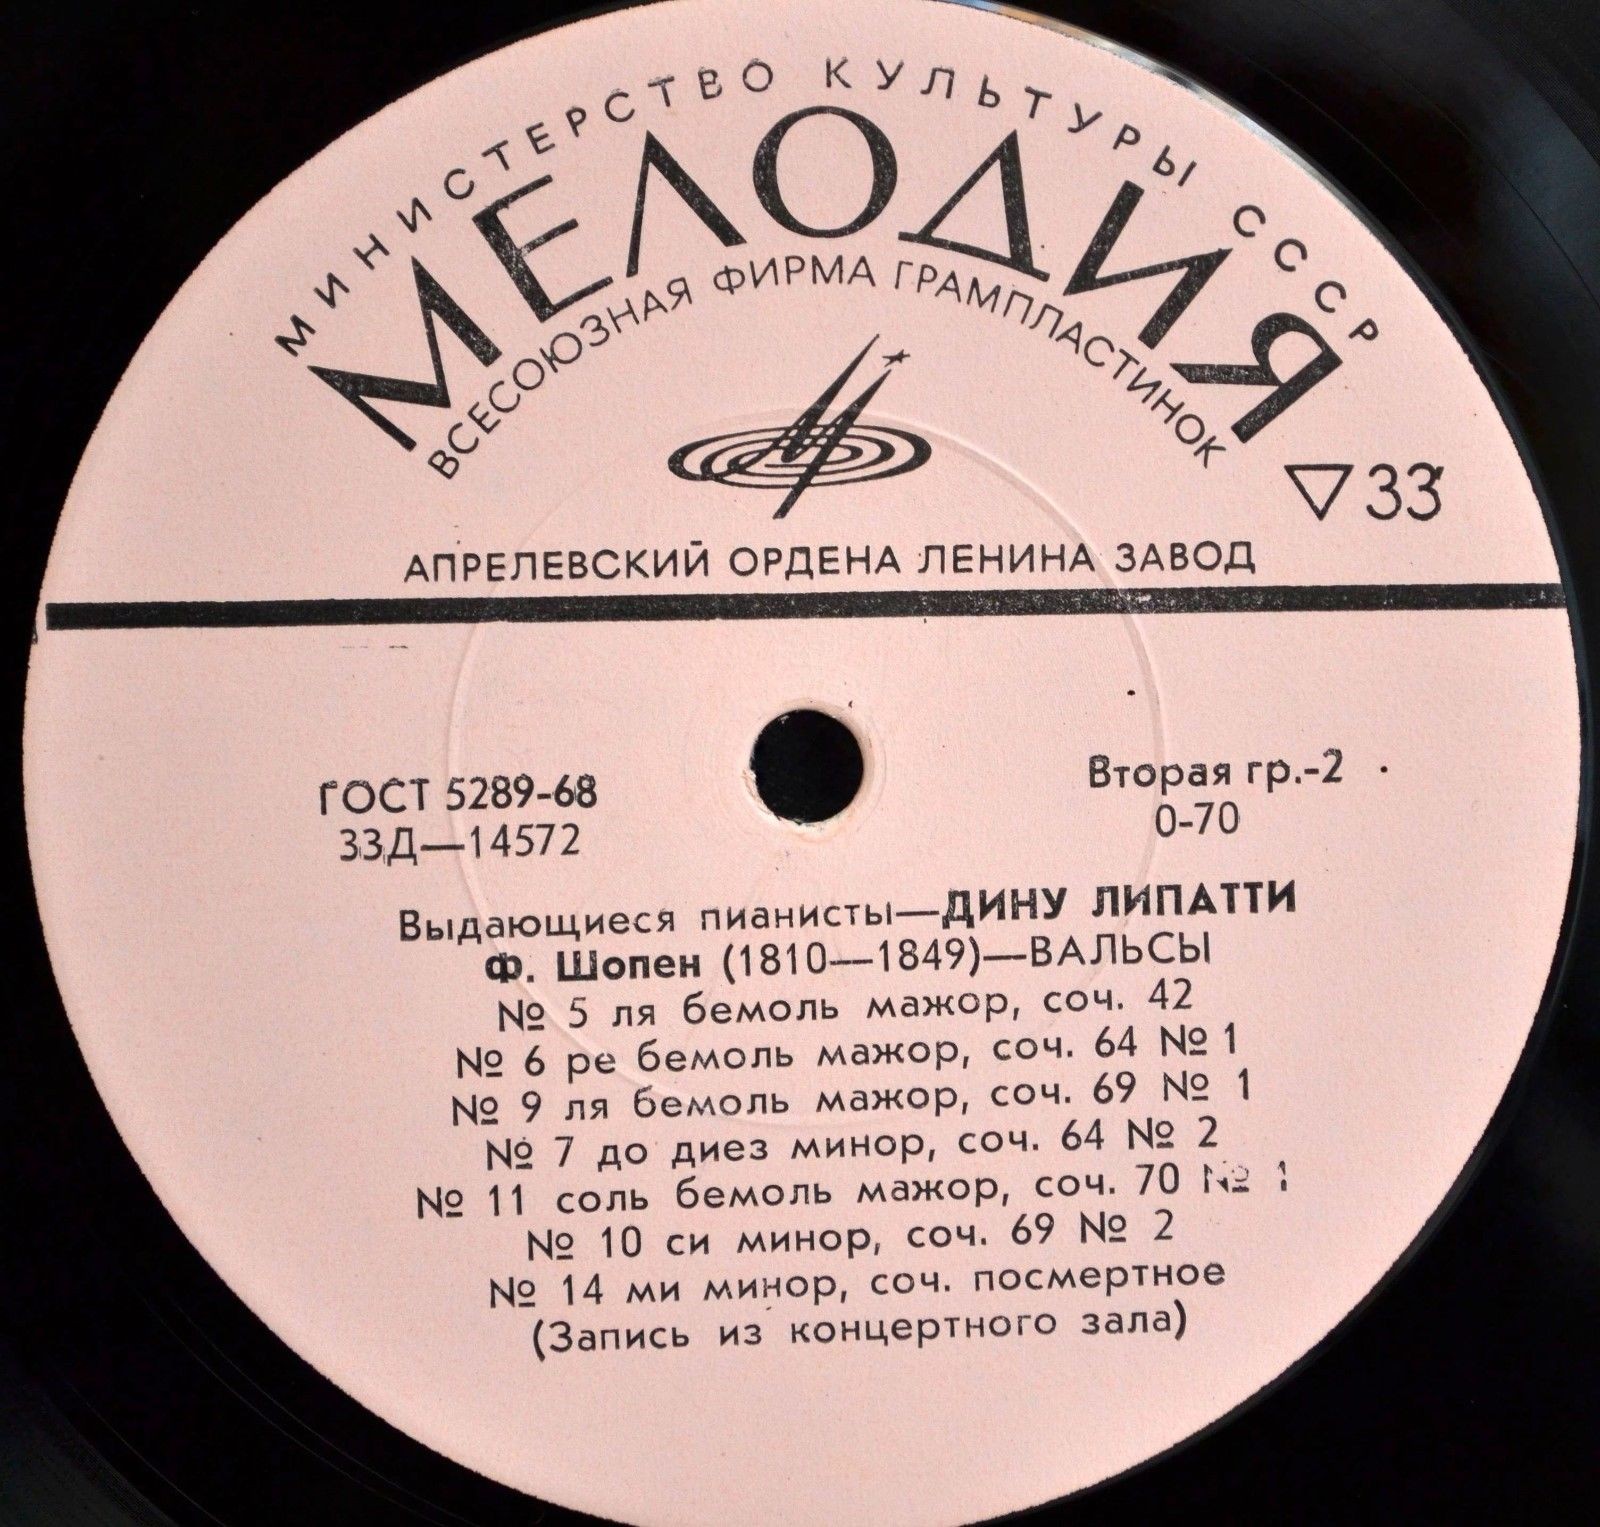 МИНИСТЕРСТВО КУЛЬТУРЫ СССР
МЕЛОДИЯ
ВСЕСОЮЗНАЯ ФИРМА ГРАМПЛАСТИНОК
▽33
АПРЕЛЕВСКИЙ ОРДЕНА ЛЕНИНА ЗАВОД
ГОСТ 5289-68
33Д—14572
Вторая гр.-2
0-70
Выдающиеся пианисты—ДИНУ ЛИПАТТИ
Ф. Шопен (1810—1849)—ВАЛЬСЫ
№ 5 ля бемоль мажор, соч. 42
№ 6 ре бемоль мажор, соч. 64 № 1
№ 9 ля бемоль мажор, соч. 69 № 1
№ 7 до диез минор, соч. 64 № 2
№ 11 соль бемоль мажор, соч. 70 № 1
№ 10 си минор, соч. 69 № 2
№ 14 ми минор, соч. посмертное
(Запись из концертного зала)